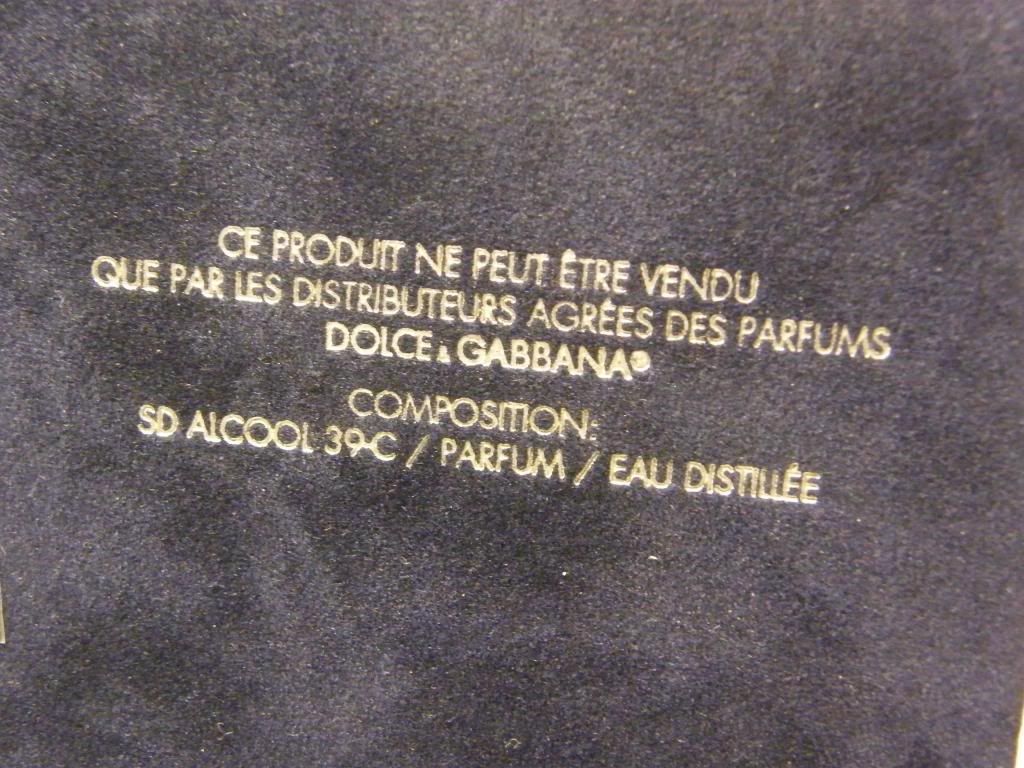 CE PRODUIT NE PEUT ÊTRE VENDU
QUE PAR LES DISTRIBUTEURS AGRÉES DES PARFUMS
DOLCE & GABBANA®
COMPOSITION:
SD ALCOOL 39-C / PARFUM / EAU DISTILLÉE